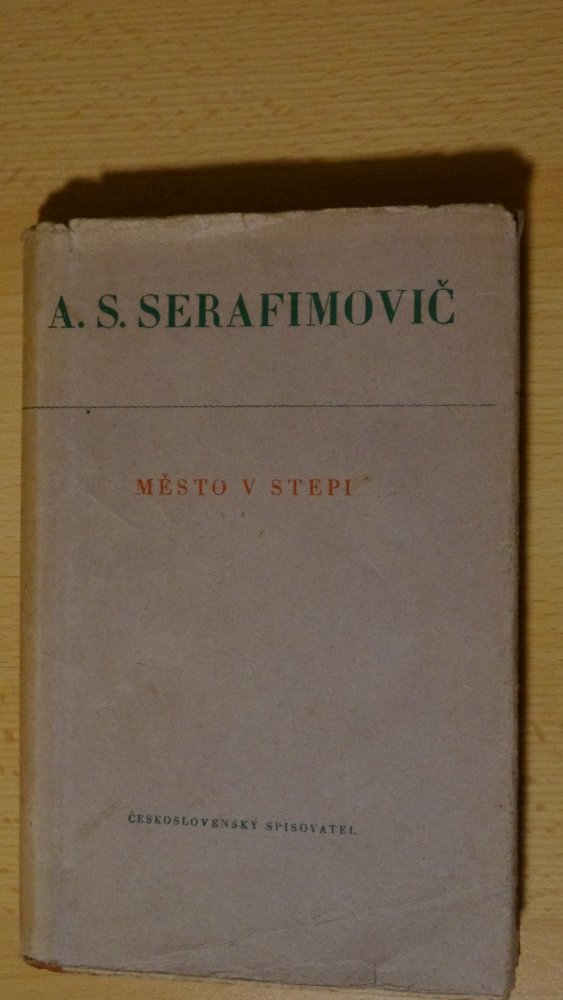 A. S. SERAFIMOVIČ
MĚSTO V STEPI
ČESKOSLOVENSKÝ SPISOVATEL